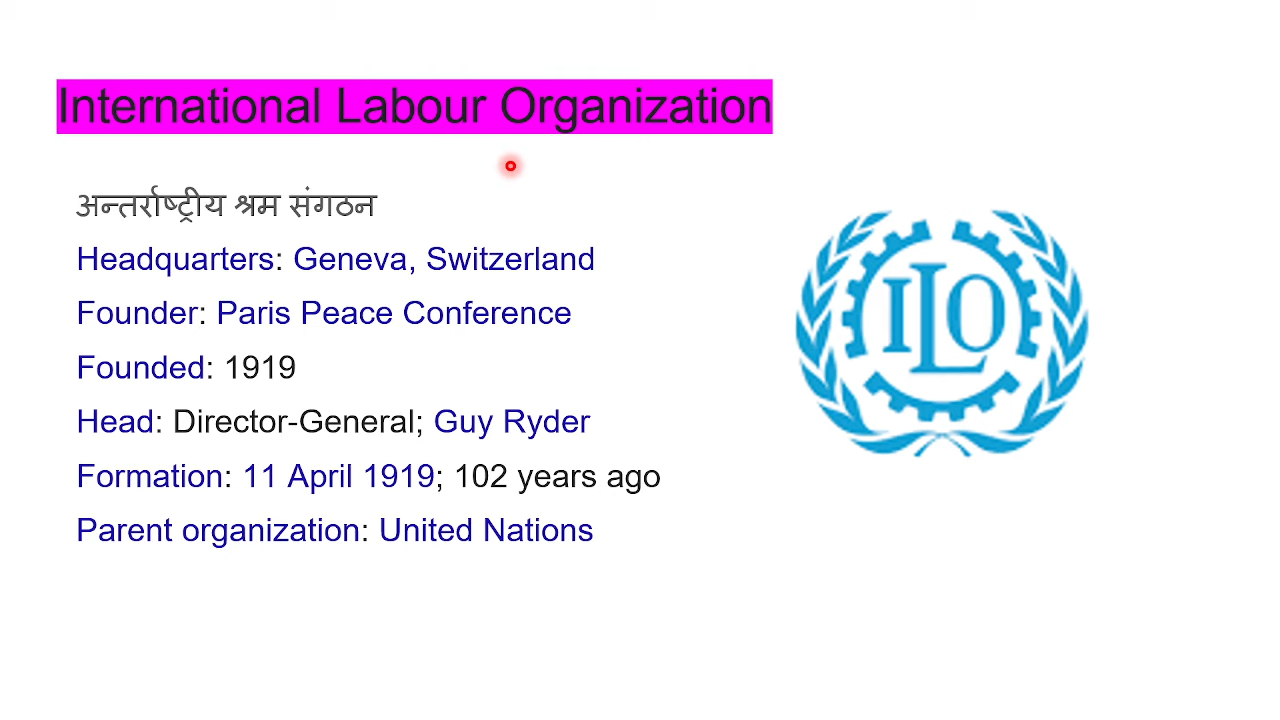 International Labour Organization
अन्तर्राष्ट्रीय श्रम संगठन
Headquarters: Geneva, Switzerland
Founder: Paris Peace Conference
Founded: 1919
Head: Director-General; Guy Ryder
Formation: 11 April 1919; 102 years ago
Parent organization: United Nations
ILO